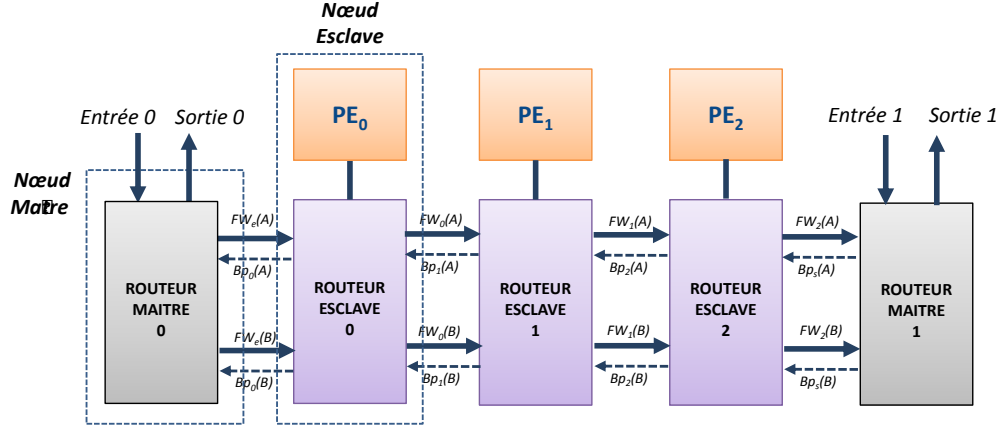 Nœud
Esclave
PE0
PE1
PE2
Entrée 0
Sortie 0
Entrée 1
Sortie 1
Nœud
FWe(A)
FW0(A)
FW1(A)
FW2(A)
Bp0(A)
Bp1(A)
Bp2(A)
Bps(A)
ROUTEUR
MAITRE
0
ROUTEUR
ESCLAVE
0
ROUTEUR
ESCLAVE
1
ROUTEUR
ESCLAVE
2
ROUTEUR
MAITRE
1
FWe(B)
FW0(B)
FW1(B)
FW2(B)
Bp0(B)
Bp1(B)
Bp2(B)
Bps(B)